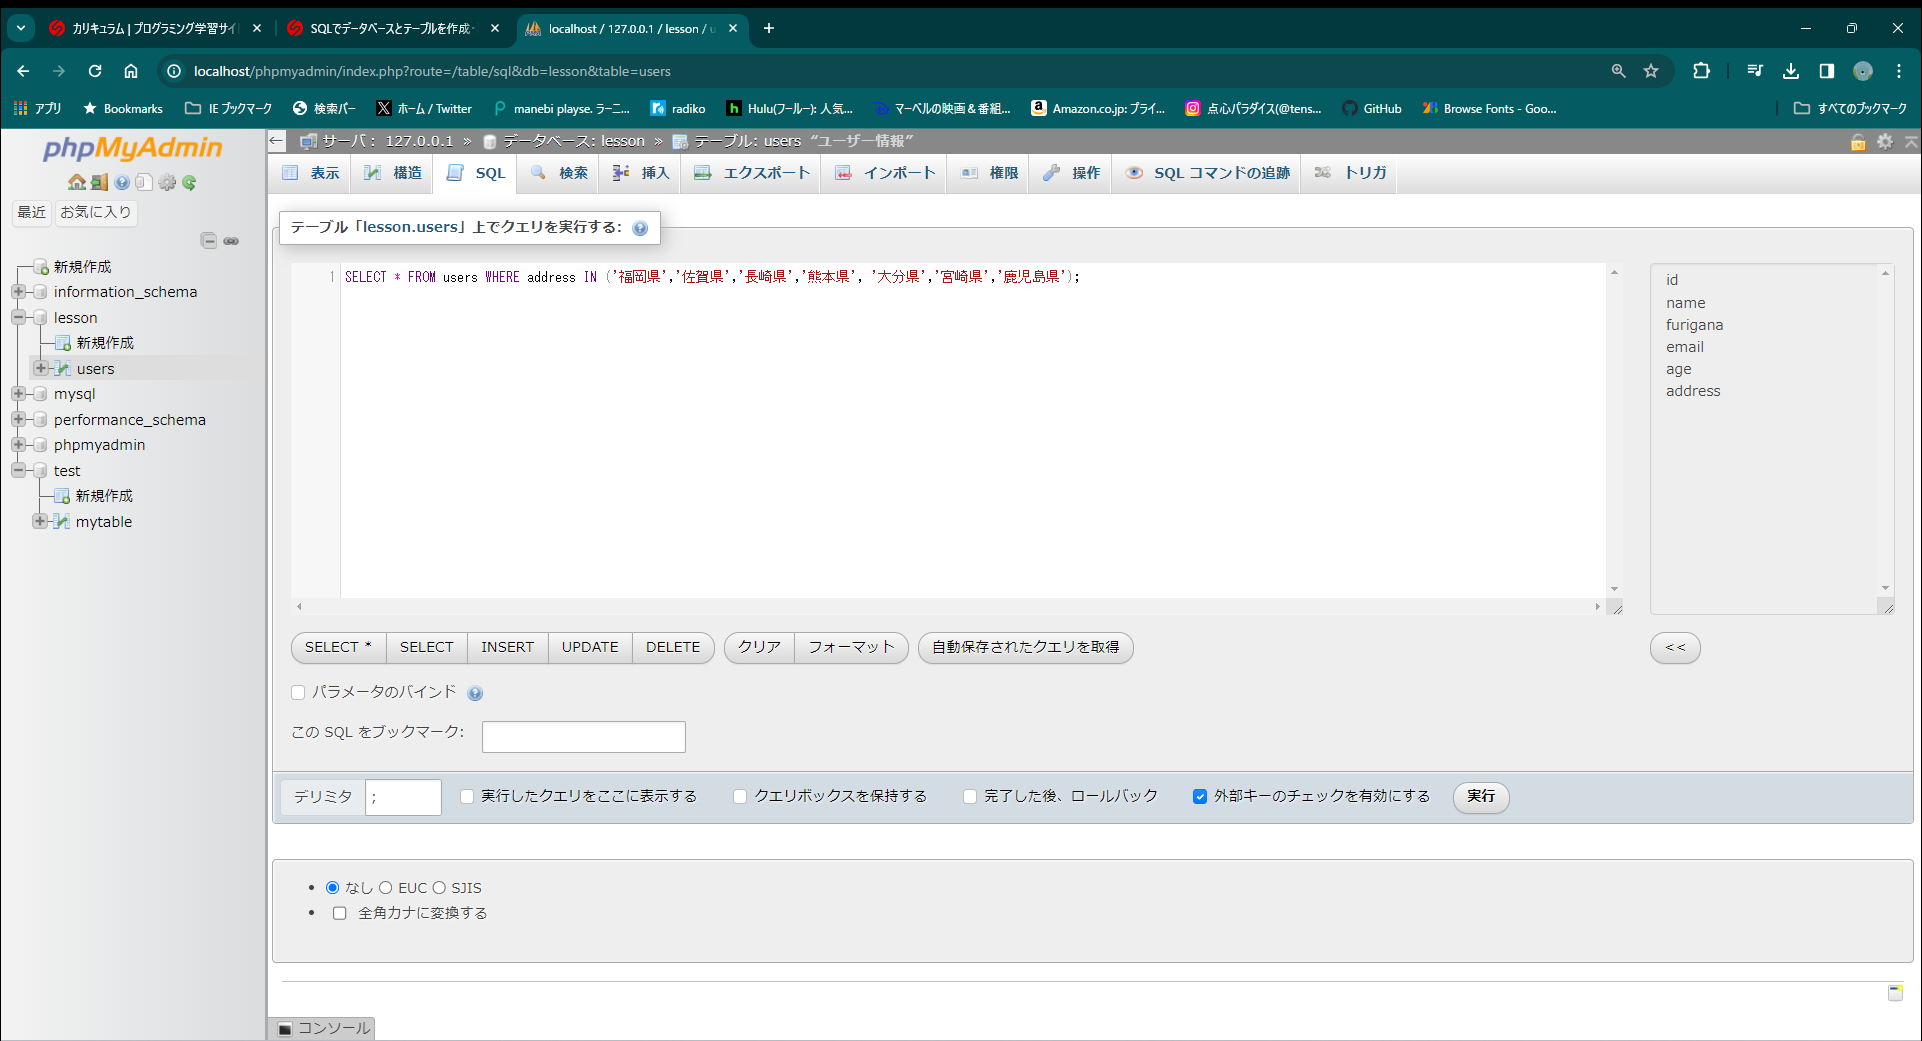 カリキュラム | プログラミング学習サイト
SQLでデータベースとテーブルを作成・
localhost / 127.0.0.1 / lesson / u
localhost/phpmyadmin/index.php?route=/table/sql&db=lesson&table=users
アプリ
Bookmarks
IE ブックマーク
検索バー
ホーム / Twitter
manebi playse. ラーニ...
radiko
Hulu(フールー): 人気...
マーベルの映画＆番組...
Amazon.co.jp: プライ...
点心パラダイス(@tens...
GitHub
Browse Fonts - Goo...
すべてのブックマーク
phpMyAdmin
最近
お気に入り
新規作成
information_schema
lesson
新規作成
users
mysql
performance_schema
phpmyadmin
test
新規作成
mytable
サーバ： 127.0.0.1 » データベース: lesson » テーブル: users “ユーザー情報”
表示
構造
SQL
検索
挿入
エクスポート
インポート
権限
操作
SQL コマンドの追跡
トリガ
テーブル「lesson.users」上でクエリを実行する:
1
SELECT * FROM users WHERE address IN ('福岡県','佐賀県','長崎県','熊本県', '大分県','宮崎県','鹿児島県');
id
name
furigana
email
age
address
SELECT *
SELECT
INSERT
UPDATE
DELETE
クリア
フォーマット
自動保存されたクエリを取得
<<
パラメータのバインド
この SQL をブックマーク:
デリミタ
;
実行したクエリをここに表示する
クエリボックスを保持する
完了した後、ロールバック
外部キーのチェックを有効にする
実行
なし
EUC
SJIS
全角カナに変換する
コンソール